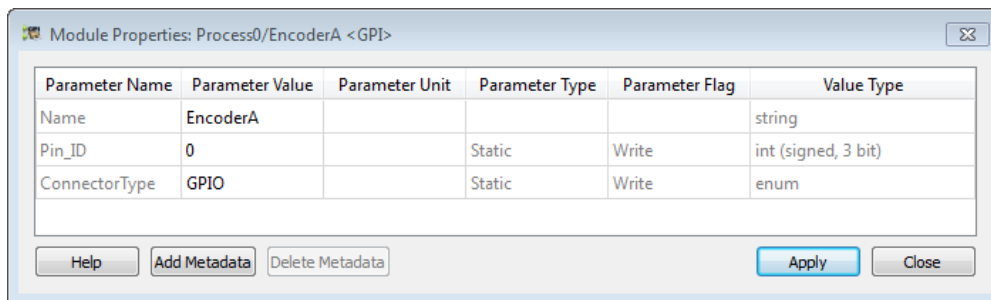 Module Properties: Process0/EncoderA <GPI>
Parameter Name Parameter Value Parameter Unit Parameter Type Parameter Flag Value Type
Name EncoderA string
Pin_ID 0 Static Write int (signed, 3 bit)
ConnectorType GPIO Static Write enum
Help Add Metadata Delete Metadata Apply Close